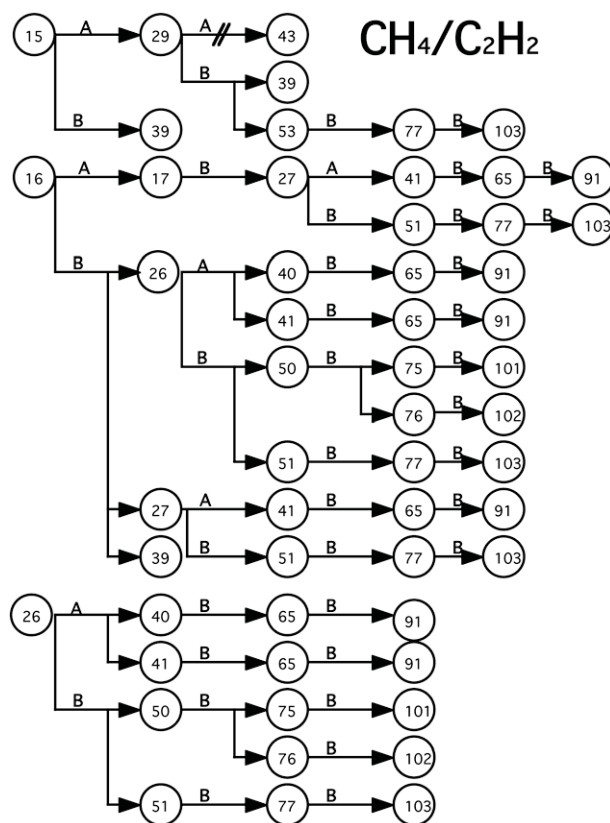 CH₄/C₂H₂
15 A 29 A 43
B 39
B 39
53 B 77 B 103
16 A 17 B 27 A 41 B 65 B 91
B 51 B 77 B 103
B 26 A 40 B 65 B 91
41 B 65 B 91
B 50 B 75 B 101
76 B 102
51 B 77 B 103
27 A 41 B 65 B 91
39 B 51 B 77 B 103
26 A 40 B 65 B 91
41 B 65 B 91
B 50 B 75 B 101
76 B 102
51 B 77 B 103